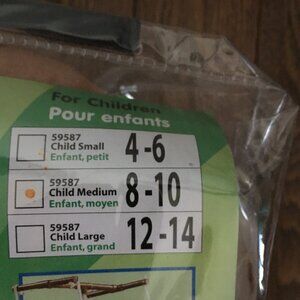 For Children
Pour enfants
59587
Child Small
Enfant, petit
4-6
59587
Child Medium
Enfant, moyen
8-10
59587
Child Large
Enfant, grand
12-14